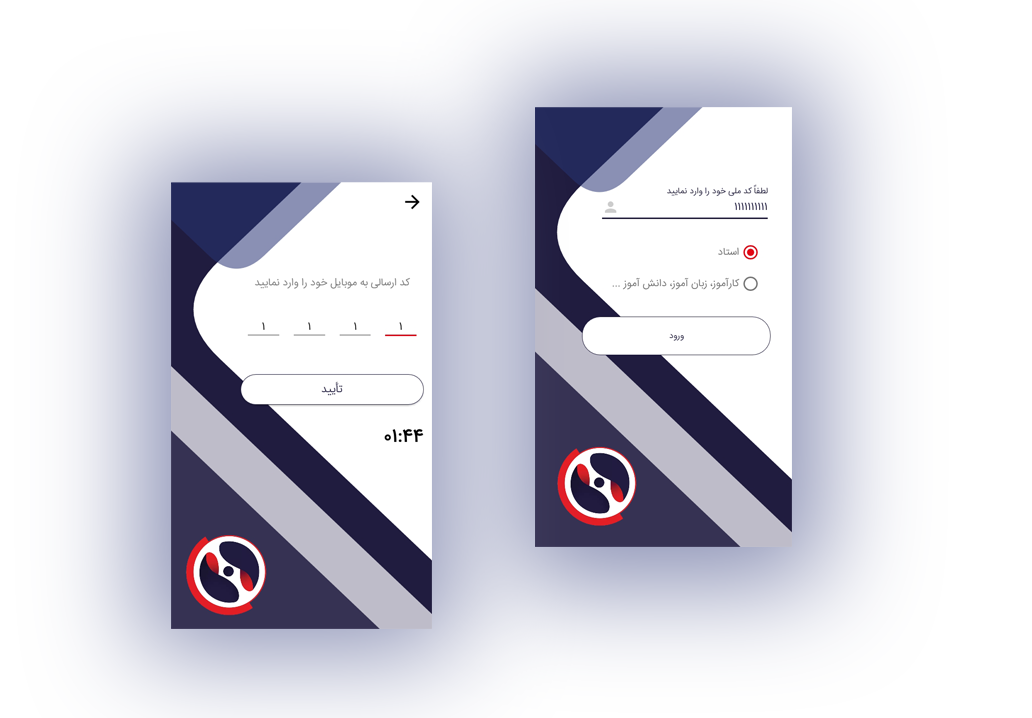 لطفاً کد ملی خود را وارد نمایید
۱۱۱۱۱۱۱۱۱۱
استاد
کارآموز، زبان آموز، دانش آموز ...
ورود
کد ارسالی به موبایل خود را وارد نمایید
۱ ۱ ۱ ۱
تأیید
۰۱:۴۴